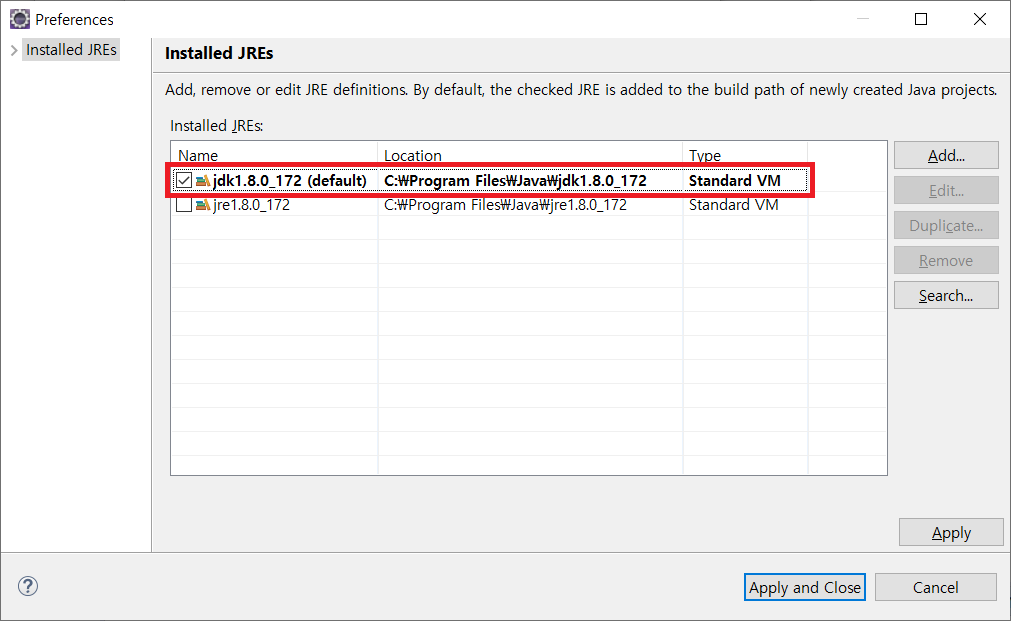 Preferences
Installed JREs
Installed JREs
Add, remove or edit JRE definitions. By default, the checked JRE is added to the build path of newly created Java projects.
Installed JREs:
Name Location Type
jdk1.8.0_172 (default) C:₩Program Files₩Java₩jdk1.8.0_172 Standard VM
jre1.8.0_172 C:₩Program Files₩Java₩jre1.8.0_172 Standard VM
Add...
Edit...
Duplicate...
Remove
Search...
Apply
?
Apply and Close Cancel